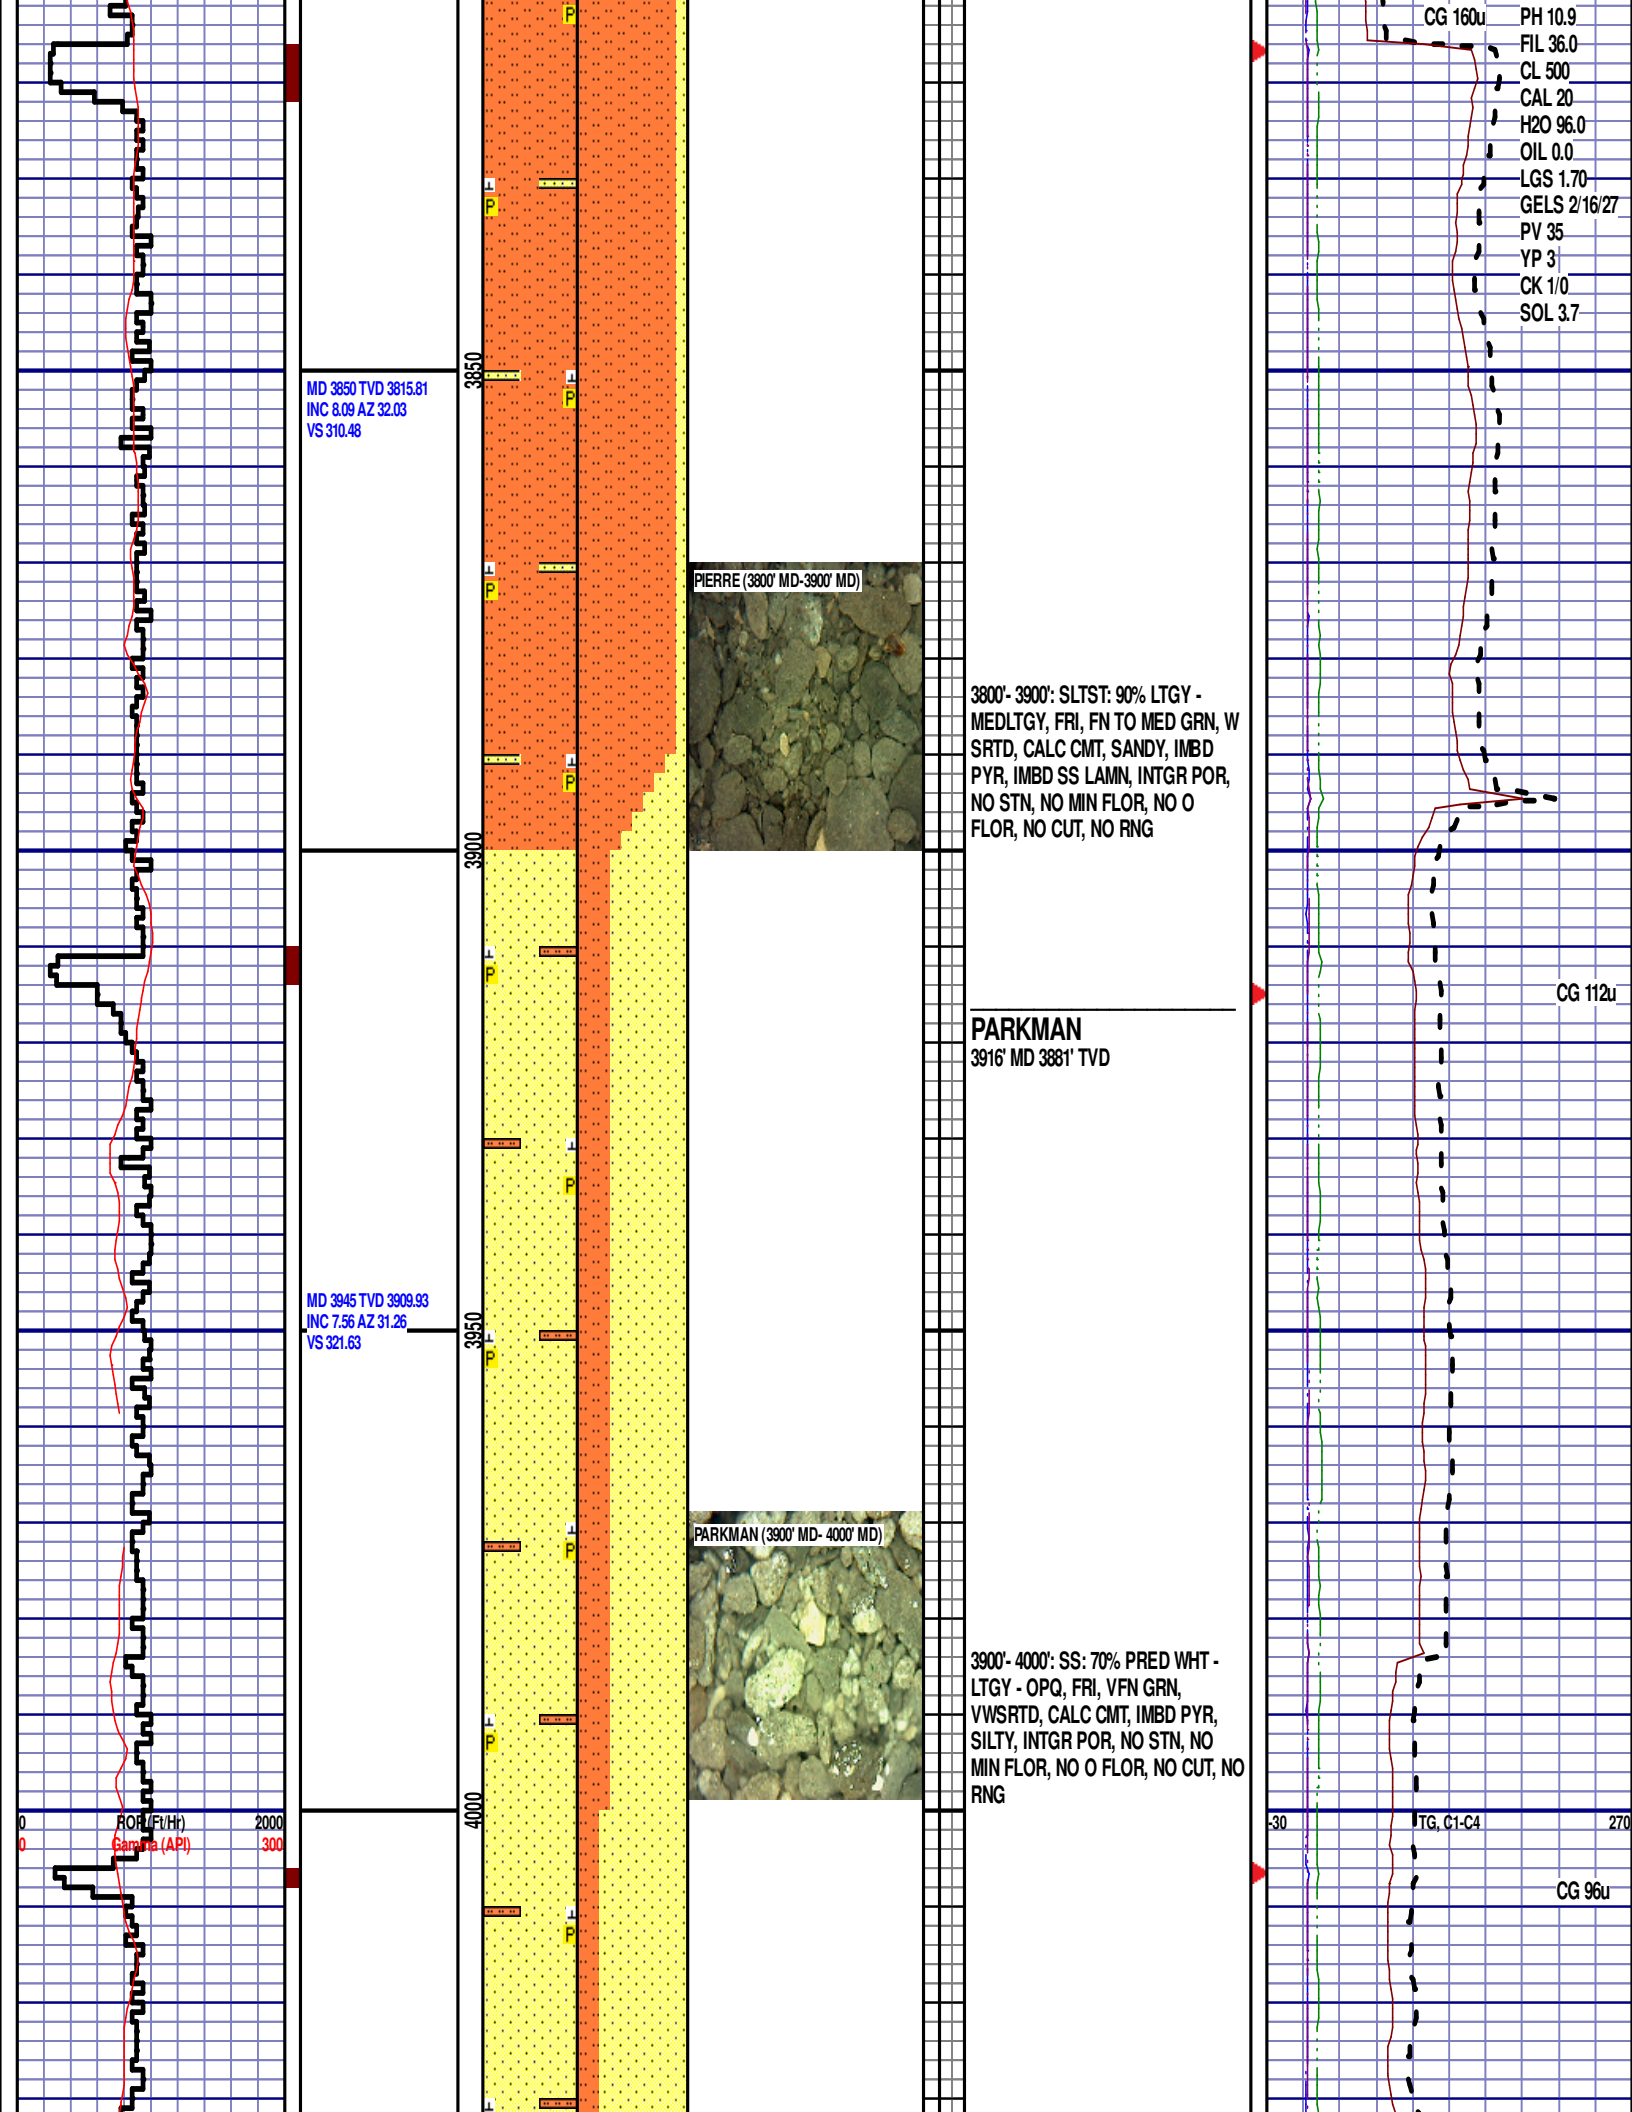 CG 160u
PH 10.9
FIL 36.0
CL 500
CAL 20
H2O 96.0
OIL 0.0
LGS 1.70
GELS 2/16/27
PV 35
YP 3
CK 1/0
SOL 3.7
P
P
3850
MD 3850 TVD 3815.81
INC 8.09 AZ 32.03
VS 310.48
P
PIERRE (3800' MD-3900' MD)
P
3800'- 3900': SLTST: 90% LTGY -
MEDLTGY, FRI, FN TO MED GRN, W
SRTD, CALC CMT, SANDY, IMBD
PYR, IMBD SS LAMN, INTGR POR,
NO STN, NO MIN FLOR, NO O
FLOR, NO CUT, NO RNG
P
3900
P
CG 112u
PARKMAN
3916' MD 3881' TVD
P
MD 3945 TVD 3909.93
INC 7.56 AZ 31.26
VS 321.63
3950
P
PARKMAN (3900' MD- 4000' MD)
P
3900'- 4000': SS: 70% PRED WHT -
LTGY - OPQ, FRI, VFN GRN,
VWSRTD, CALC CMT, IMBD PYR,
SILTY, INTGR POR, NO STN, NO
MIN FLOR, NO O FLOR, NO CUT, NO
RNG
P
4000
0 ROP (Ft/Hr) 2000
0 Gamma (API) 300
-30 TG, C1-C4 270
CG 96u
P